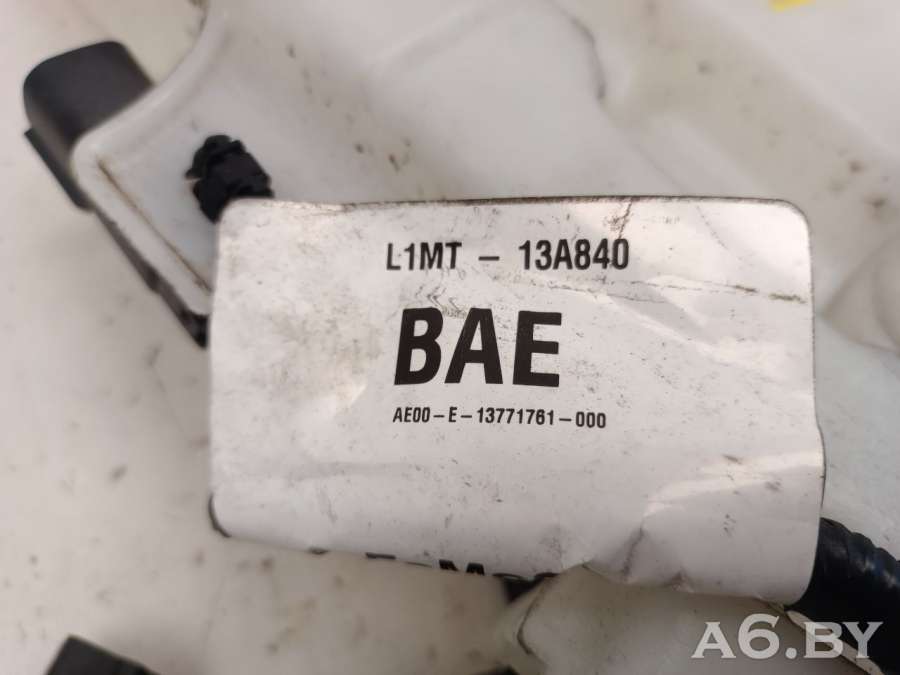 L1MT – 13A840
BAE
AE00–E–13771761–000
A6.BY